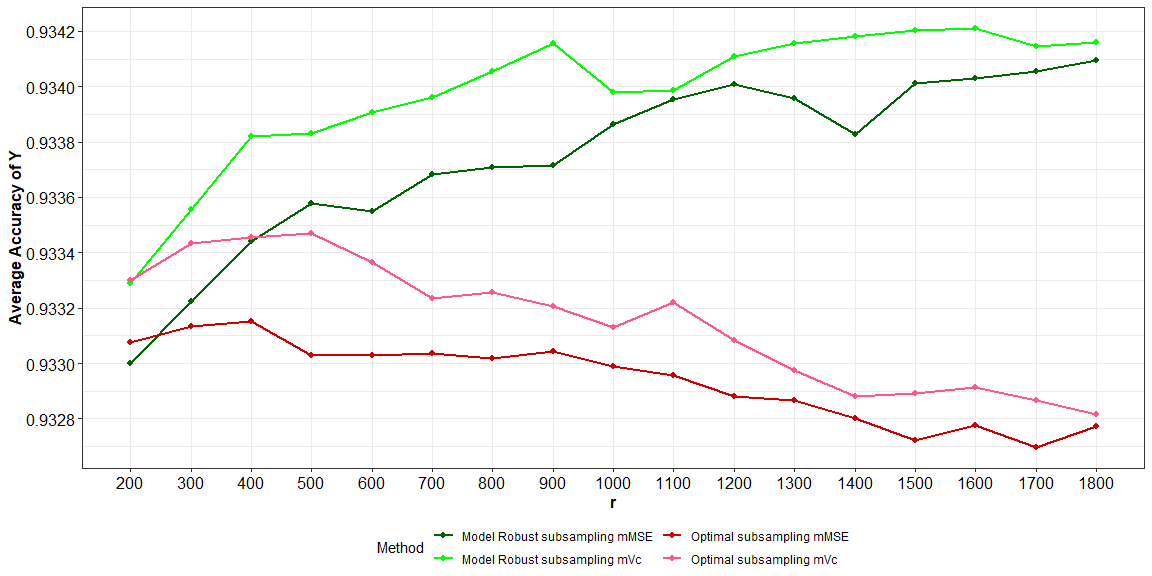 Average Accuracy of Y
0.9342
0.9340
0.9338
0.9336
0.9334
0.9332
0.9330
0.9328
200 300 400 500 600 700 800 900 1000 1100 1200 1300 1400 1500 1600 1700 1800
r
Method
Model Robust subsampling mMSE Optimal subsampling mMSE
Model Robust subsampling mVc Optimal subsampling mVc